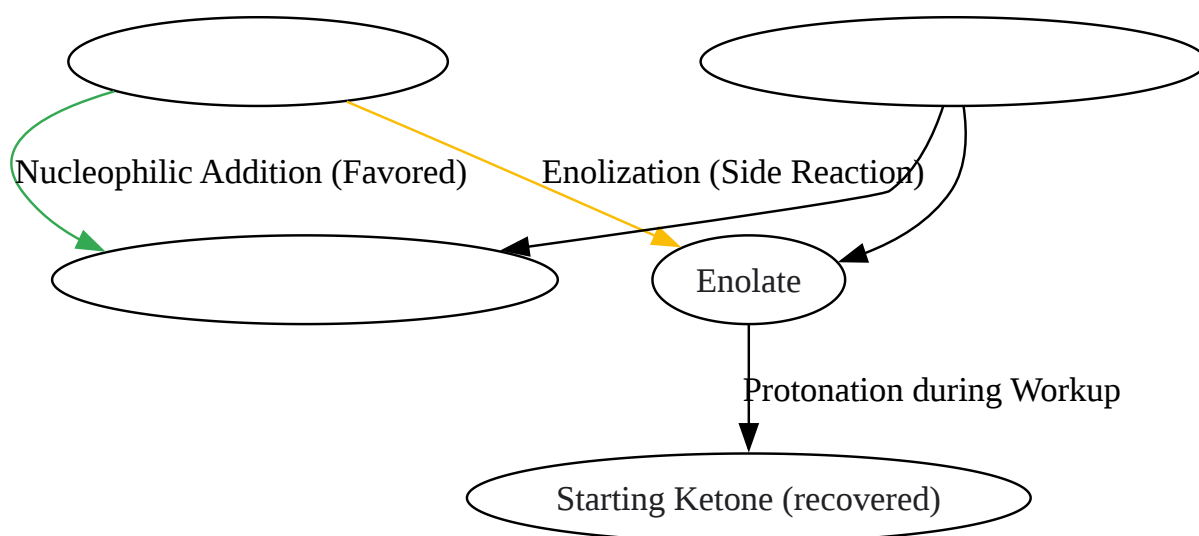 Nucleophilic Addition (Favored)
Enolization (Side Reaction)
Enolate
Protonation during Workup
Starting Ketone (recovered)